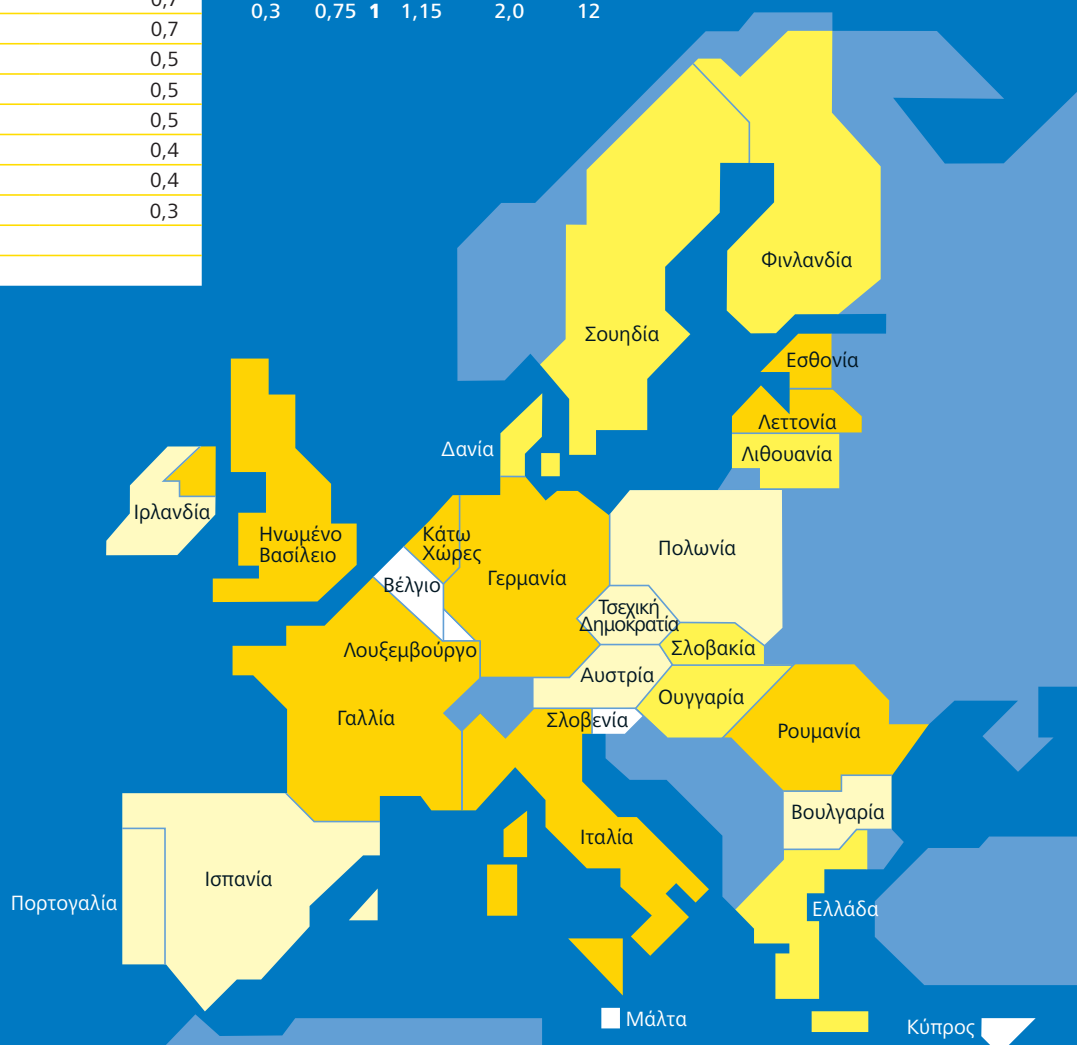 0,7
0,7
0,5
0,5
0,5
0,4
0,4
0,3
0,3 0,75 1 1,15 2,0 12
Φινλανδία
Σουηδία
Εσθονία
Λεττονία
Δανία
Λιθουανία
Ιρλανδία
Ηνωμένο
Βασίλειο
Κάτω
Χώρες
Πολωνία
Γερμανία
Βέλγιο
Τσεχική
Δημοκρατία
Λουξεμβούργο
Σλοβακία
Αυστρία
Ουγγαρία
Γαλλία
Σλοβενία
Ρουμανία
Βουλγαρία
Ιταλία
Ισπανία
Πορτογαλία
Ελλάδα
Μάλτα
Κύπρος